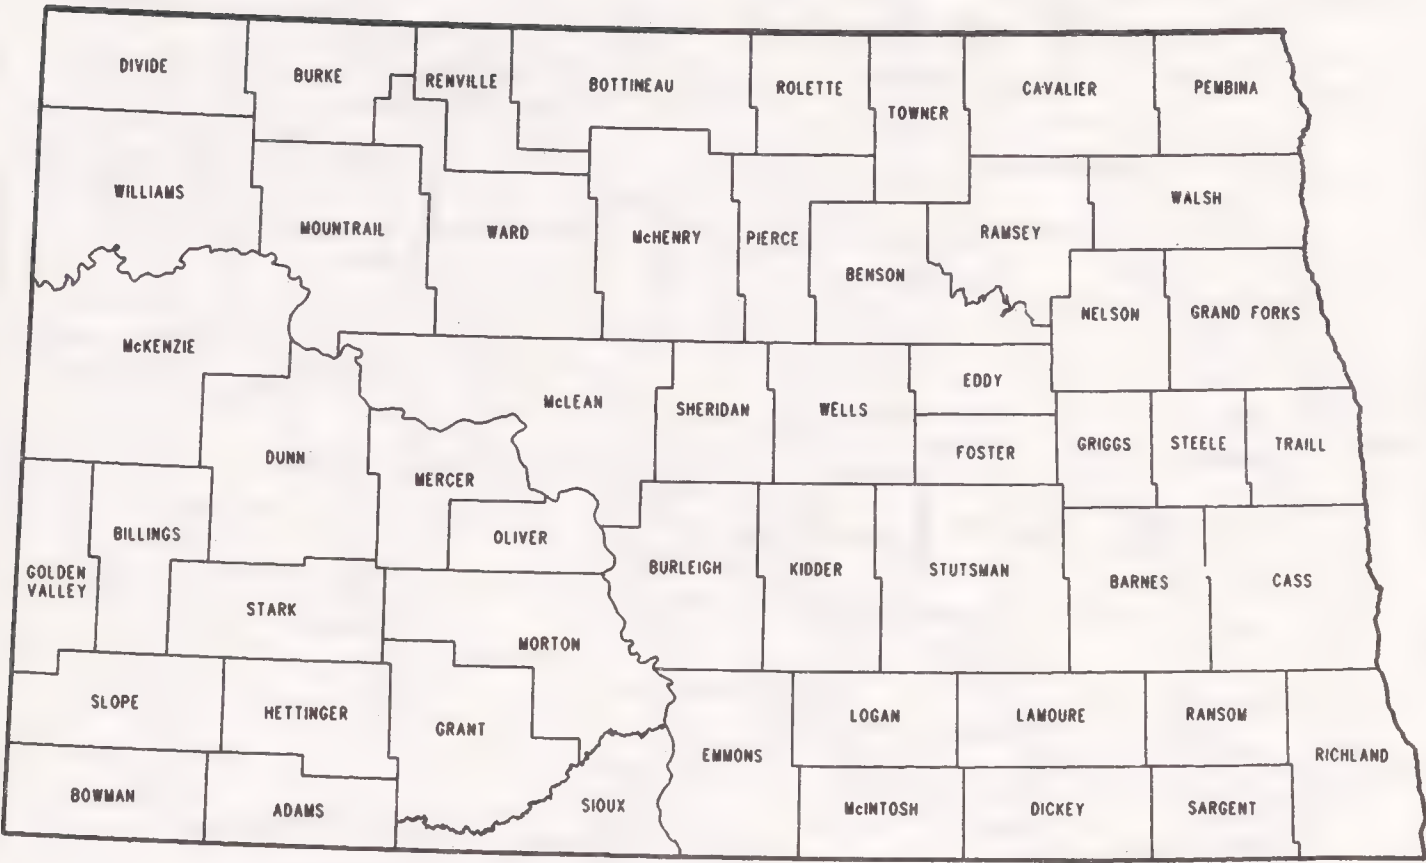 DIVIDE
BURKE
RENVILLE
BOTTINEAU
ROLETTE
TOWNER
CAVALIER
PEMBINA
WILLIAMS
MOUNTRAIL
WARD
McHENRY
PIERCE
BENSON
RAMSEY
WALSH
McKENZIE
NELSON
GRAND FORKS
McLEAN
SHERIDAN
WELLS
EDDY
FOSTER
GRIGGS
STEELE
TRAILL
DUNN
MERCER
OLIVER
BILLINGS
GOLDEN
VALLEY
STARK
BURLEIGH
KIDDER
STUTSMAN
BARNES
CASS
MORTON
SLOPE
HETTINGER
GRANT
EMMONS
LOGAN
LAMOURE
RANSOM
RICHLAND
BOWMAN
ADAMS
SIOUX
McINTOSH
DICKEY
SARGENT